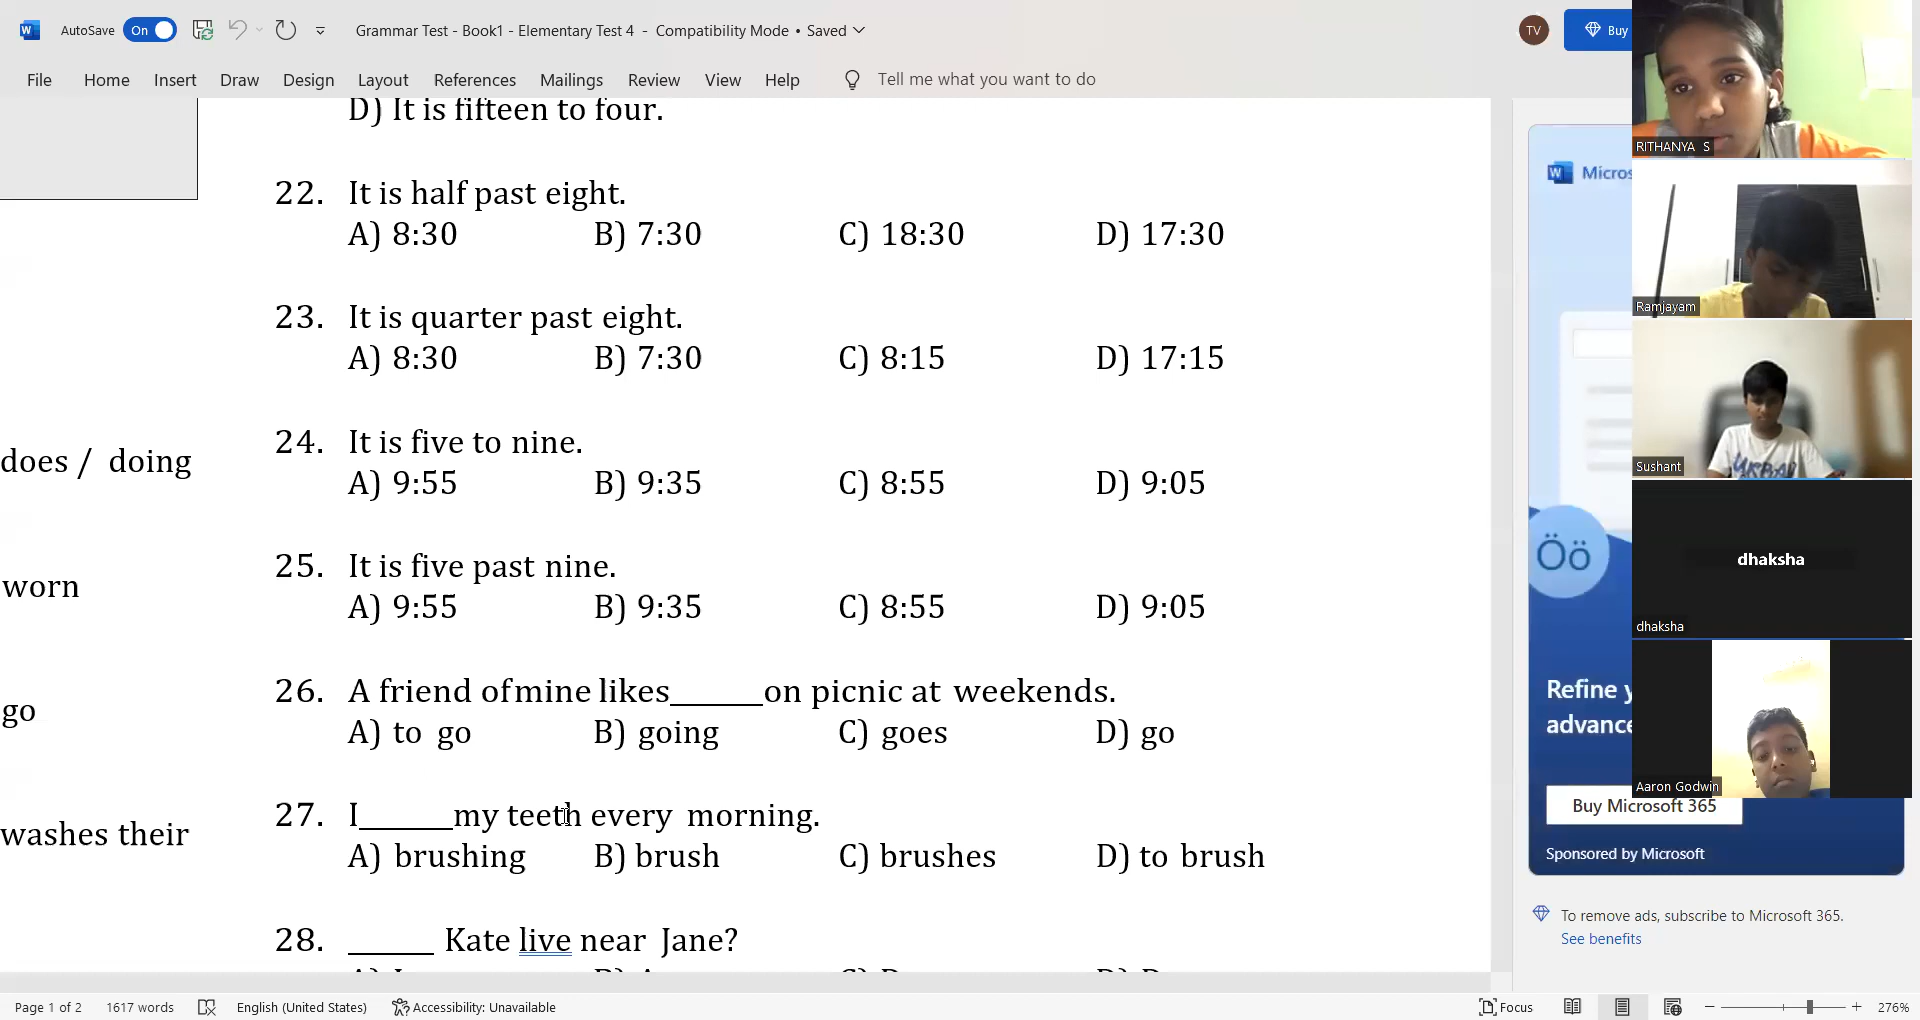 AutoSave On Grammar Test - Book1 - Elementary Test 4 - Compatibility Mode • Saved TV Buy
File Home Insert Draw Design Layout References Mailings Review View Help Tell me what you want to do
D) It is fifteen to four.
22. It is half past eight.
A) 8:30 B) 7:30 C) 18:30 D) 17:30
23. It is quarter past eight.
A) 8:30 B) 7:30 C) 8:15 D) 17:15
24. It is five to nine.
A) 9:55 B) 9:35 C) 8:55 D) 9:05
25. It is five past nine.
A) 9:55 B) 9:35 C) 8:55 D) 9:05
26. A friend of mine likes______on picnic at weekends.
A) to go B) going C) goes D) go
27. I______my teeth every morning.
A) brushing B) brush C) brushes D) to brush
28. ______ Kate live near Jane?
does / doing
worn
go
washes their
RITHANYA S
Ramjayam
Sushant
dhaksha
dhaksha
Aaron Godwin
Micros
Öö
Refine
advance
Buy Microsoft 365
Sponsored by Microsoft
To remove ads, subscribe to Microsoft 365.
See benefits
Page 1 of 2 1617 words English (United States) Accessibility: Unavailable Focus 276%